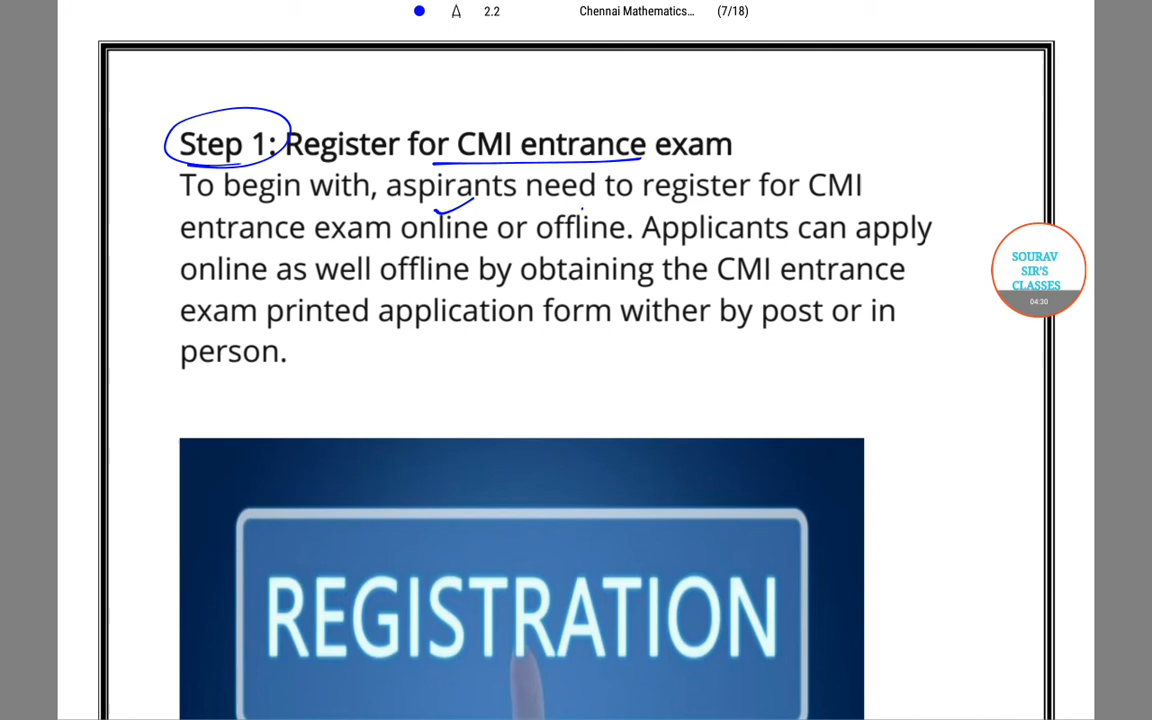 2.2 Chennai Mathematics... (7/18)
Step 1: Register for CMI entrance exam
To begin with, aspirants need to register for CMI
entrance exam online or offline. Applicants can apply
online as well offline by obtaining the CMI entrance
exam printed application form wither by post or in
person.
SOURAV
SIR'S
CLASSES
04:30
REGISTRATION